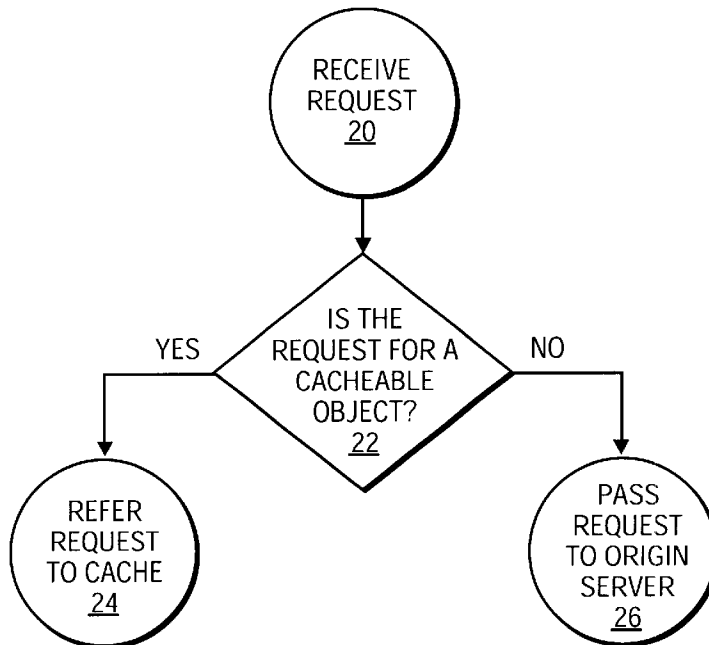 RECEIVE
REQUEST
20
IS THE
REQUEST FOR A
CACHEABLE
OBJECT?
22
YES
NO
REFER
REQUEST
TO CACHE
24
PASS
REQUEST
TO ORIGIN
SERVER
26